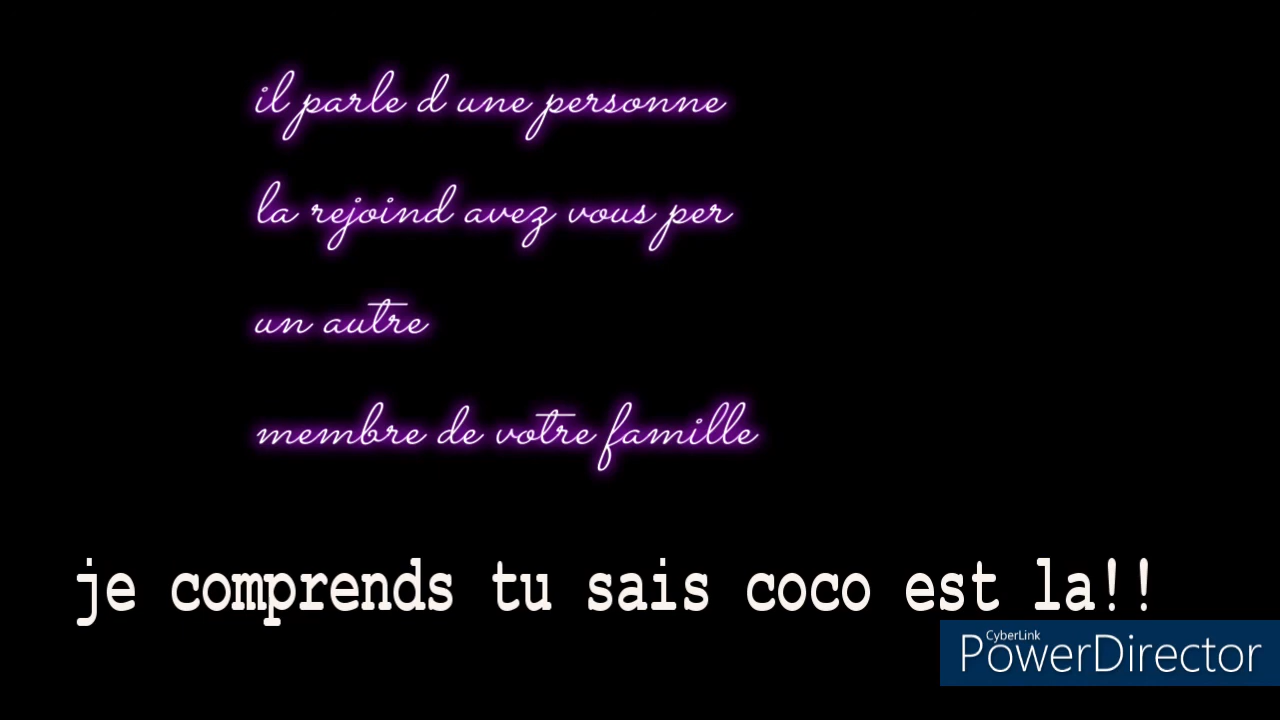 il parle d une personne
la rejoind avez vous per
un autre
membre de votre famille
je comprends tu sais coco est la!!
CyberLink
PowerDirector